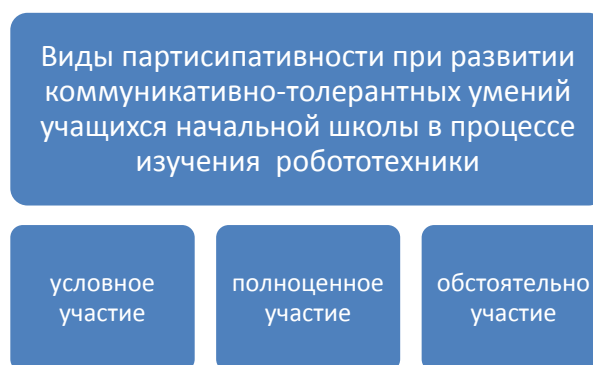 Виды партисипативности при развитии
коммуникативно-толерантных умений
учащихся начальной школы в процессе
изучения робототехники
условное
участие
полноценное
участие
обстоятельно
участие